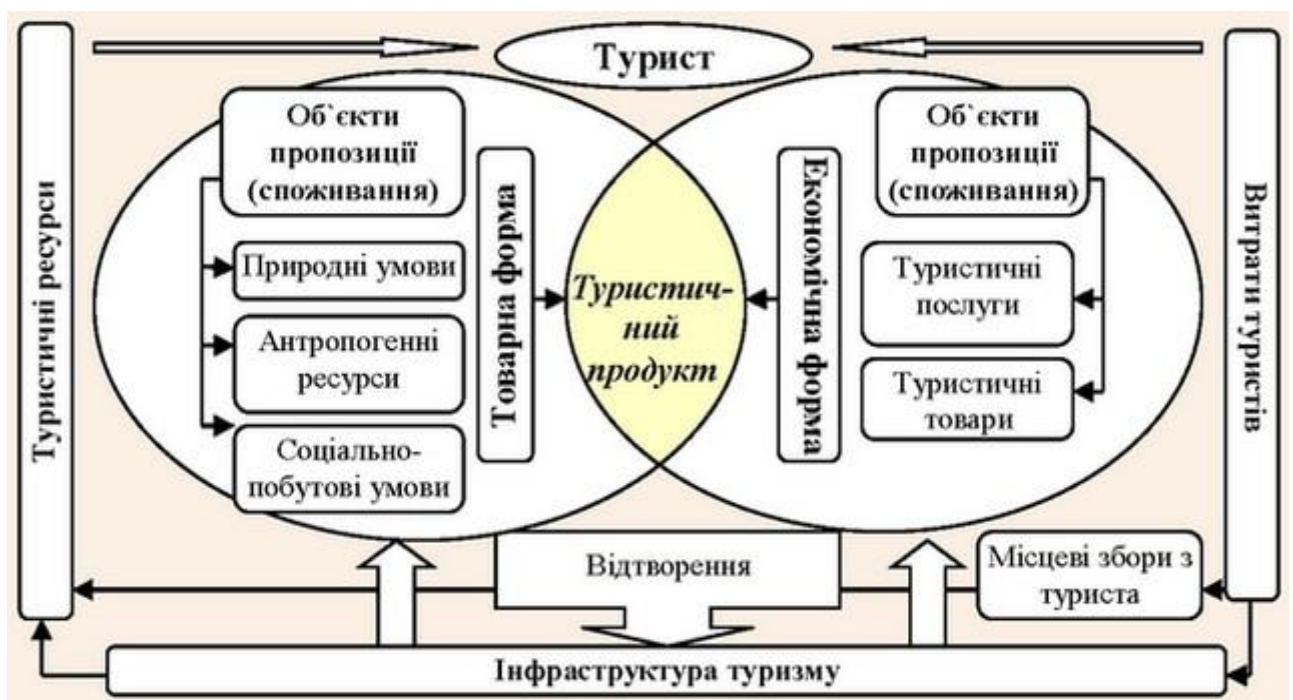 Турист
Туристичні ресурси
Об`єкти
пропозиції
(споживання)
Природні умови
Антропогенні
ресурси
Соціально-
побутові умови
Товарна форма
Туристич-
ний
продукт
Економічна форма
Об`єкти
пропозиції
(споживання)
Туристичні
послуги
Туристичні
товари
Витрати туристів
Відтворення
Місцеві збори з
туриста
Інфраструктура туризму